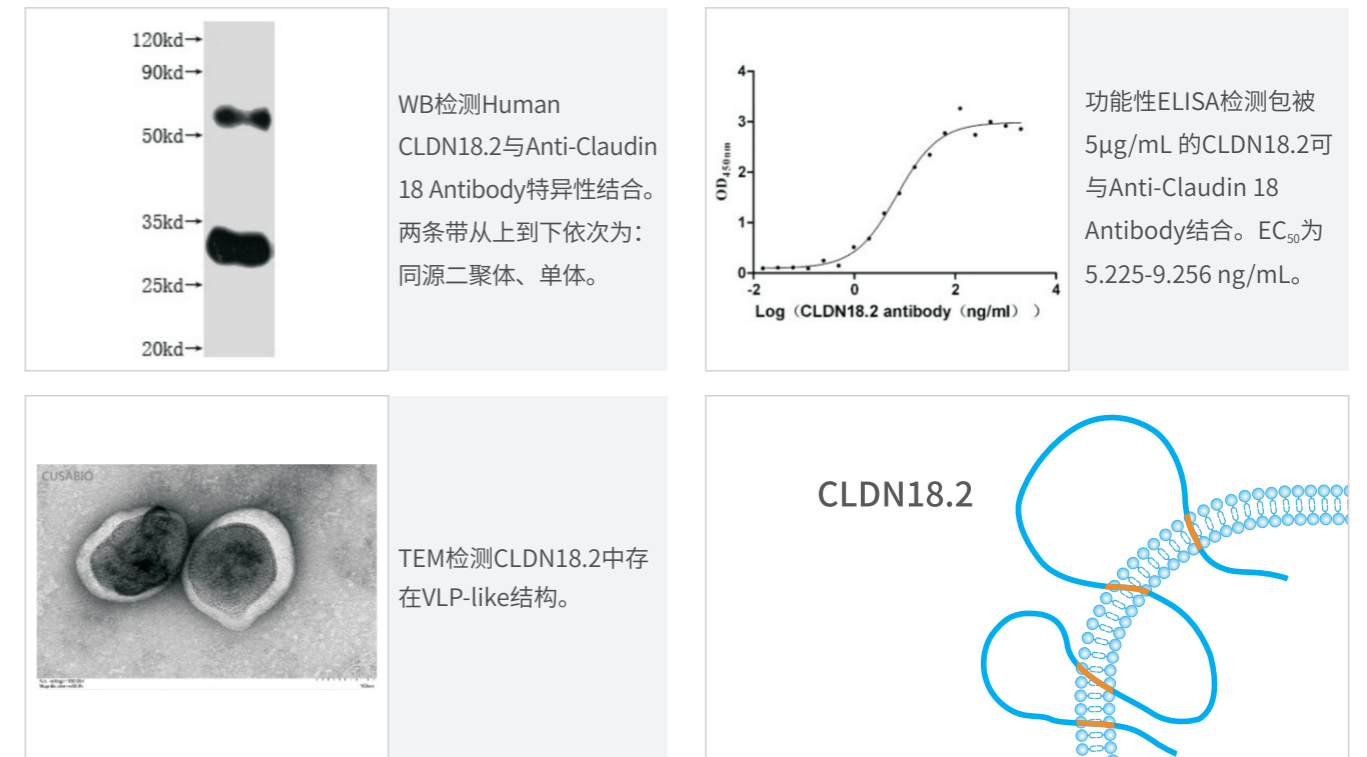 120kd→
90kd→
50kd→
35kd→
25kd→
20kd→
WB检测Human
CLDN18.2与Anti-Claudin
18 Antibody特异性结合。
两条带从上到下依次为：
同源二聚体、单体。
4
3
2
1
0
OD450nm
-2
0
2
4
Log（CLDN18.2 antibody（ng/ml））
功能性ELISA检测包被
5μg/mL 的CLDN18.2可
与Anti-Claudin 18
Antibody结合。EC50为
5.225-9.256 ng/mL。
CUSABIO
TEM检测CLDN18.2中存
在VLP-like结构。
CLDN18.2